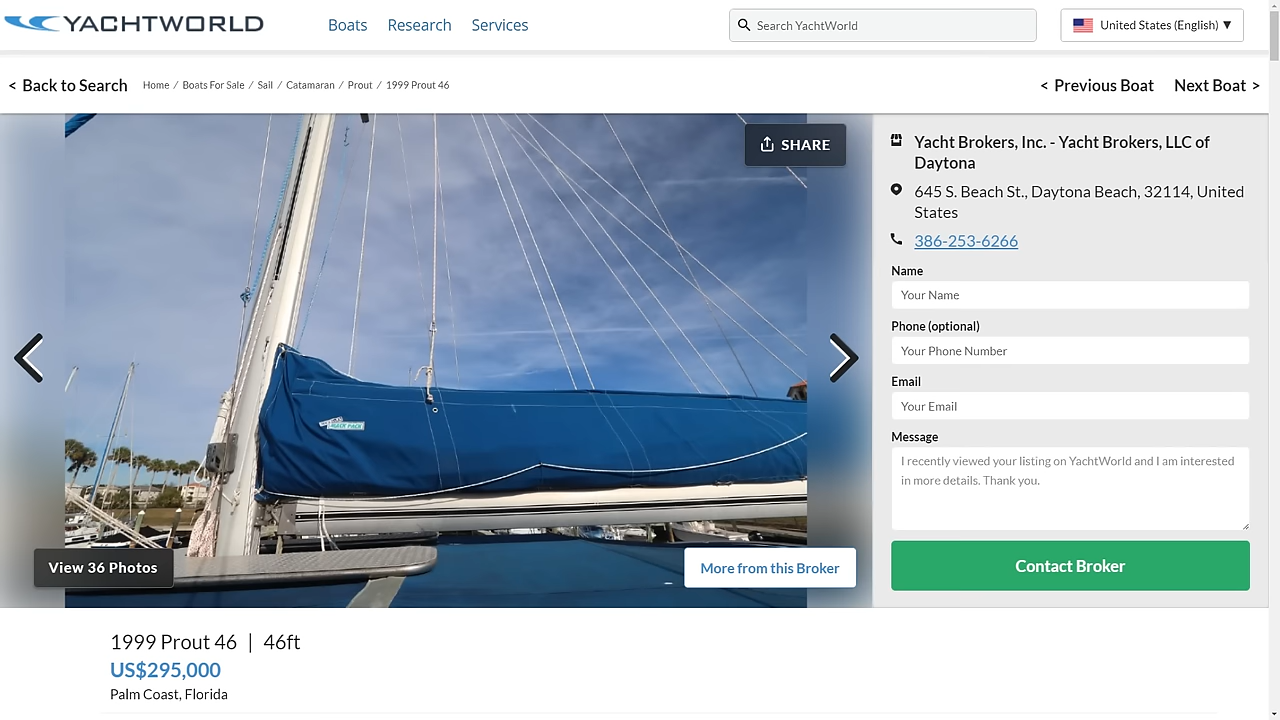 YACHTWORLD
Boats
Research
Services
Search YachtWorld
United States (English) ▼
< Back to Search
Home / Boats For Sale / Sail / Catamaran / Prout / 1999 Prout 46
< Previous Boat
Next Boat >
SHARE
Yacht Brokers, Inc. - Yacht Brokers, LLC of
Daytona
645 S. Beach St., Daytona Beach, 32114, United
States
386-253-6266
Name
Your Name
Phone (optional)
Your Phone Number
Email
Your Email
Message
I recently viewed your listing on YachtWorld and I am interested
in more details. Thank you.
Contact Broker
View 36 Photos
More from this Broker
1999 Prout 46 | 46ft
US$295,000
Palm Coast, Florida